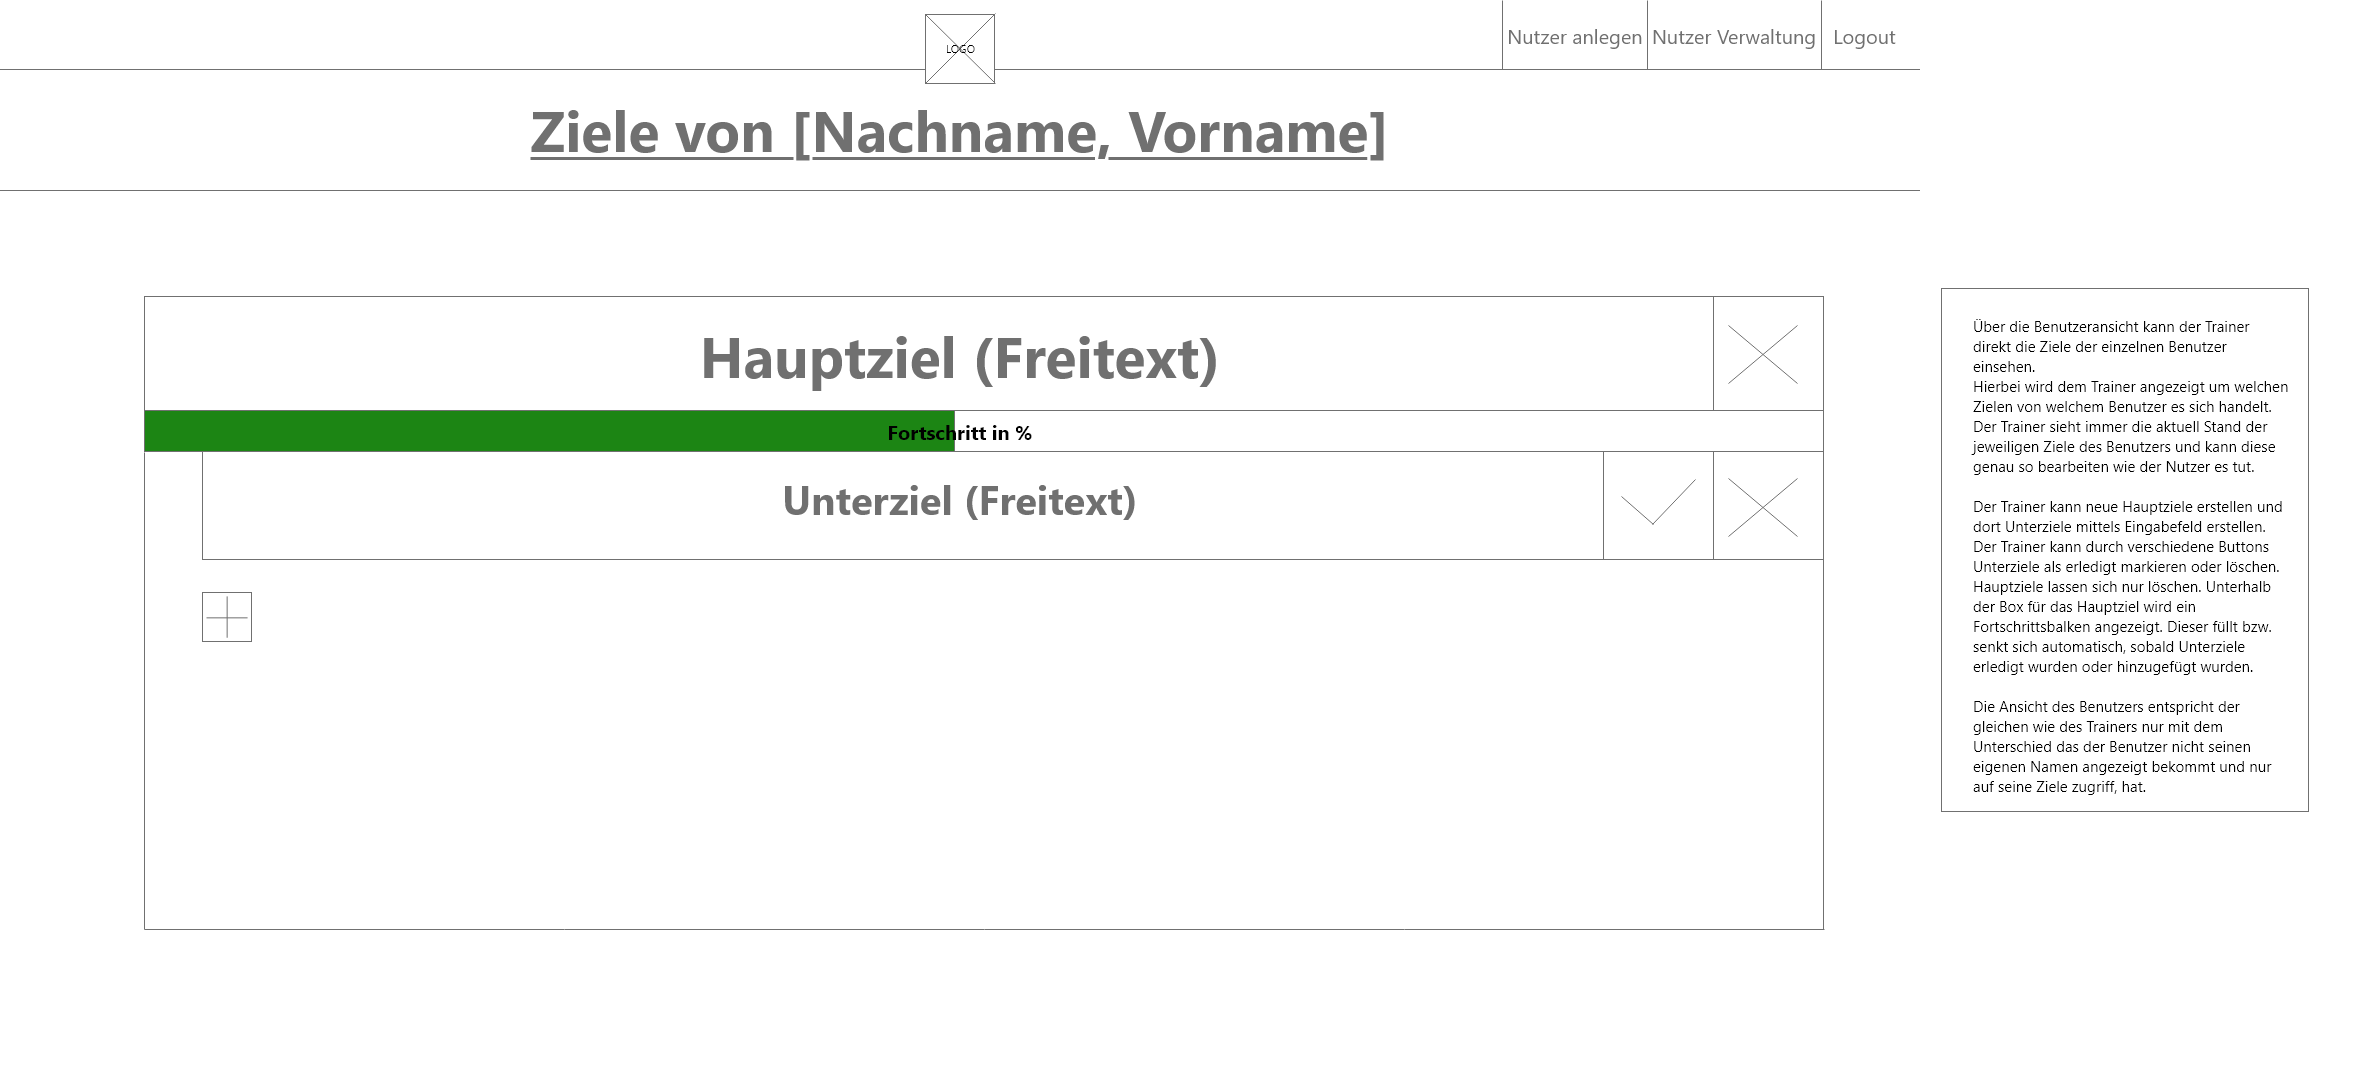 LOGO
Nutzer anlegen
Nutzer Verwaltung
Logout
Ziele von [Nachname, Vorname]
Hauptziel (Freitext)
Fortschritt in %
Unterziel (Freitext)
Über die Benutzeransicht kann der Trainer
direkt die Ziele der einzelnen Benutzer
einsehen.
Hierbei wird dem Trainer angezeigt um welchen
Zielen von welchem Benutzer es sich handelt.
Der Trainer sieht immer die aktuell Stand der
jeweiligen Ziele des Benutzers und kann diese
genau so bearbeiten wie der Nutzer es tut.
Der Trainer kann neue Hauptziele erstellen und
dort Unterziele mittels Eingabefeld erstellen.
Der Trainer kann durch verschiedene Buttons
Unterziele als erledigt markieren oder löschen.
Hauptziele lassen sich nur löschen. Unterhalb
der Box für das Hauptziel wird ein
Fortschrittsbalken angezeigt. Dieser füllt bzw.
senkt sich automatisch, sobald Unterziele
erledigt wurden oder hinzugefügt wurden.
Die Ansicht des Benutzers entspricht der
gleichen wie des Trainers nur mit dem
Unterschied das der Benutzer nicht seinen
eigenen Namen angezeigt bekommt und nur
auf seine Ziele zugriff, hat.